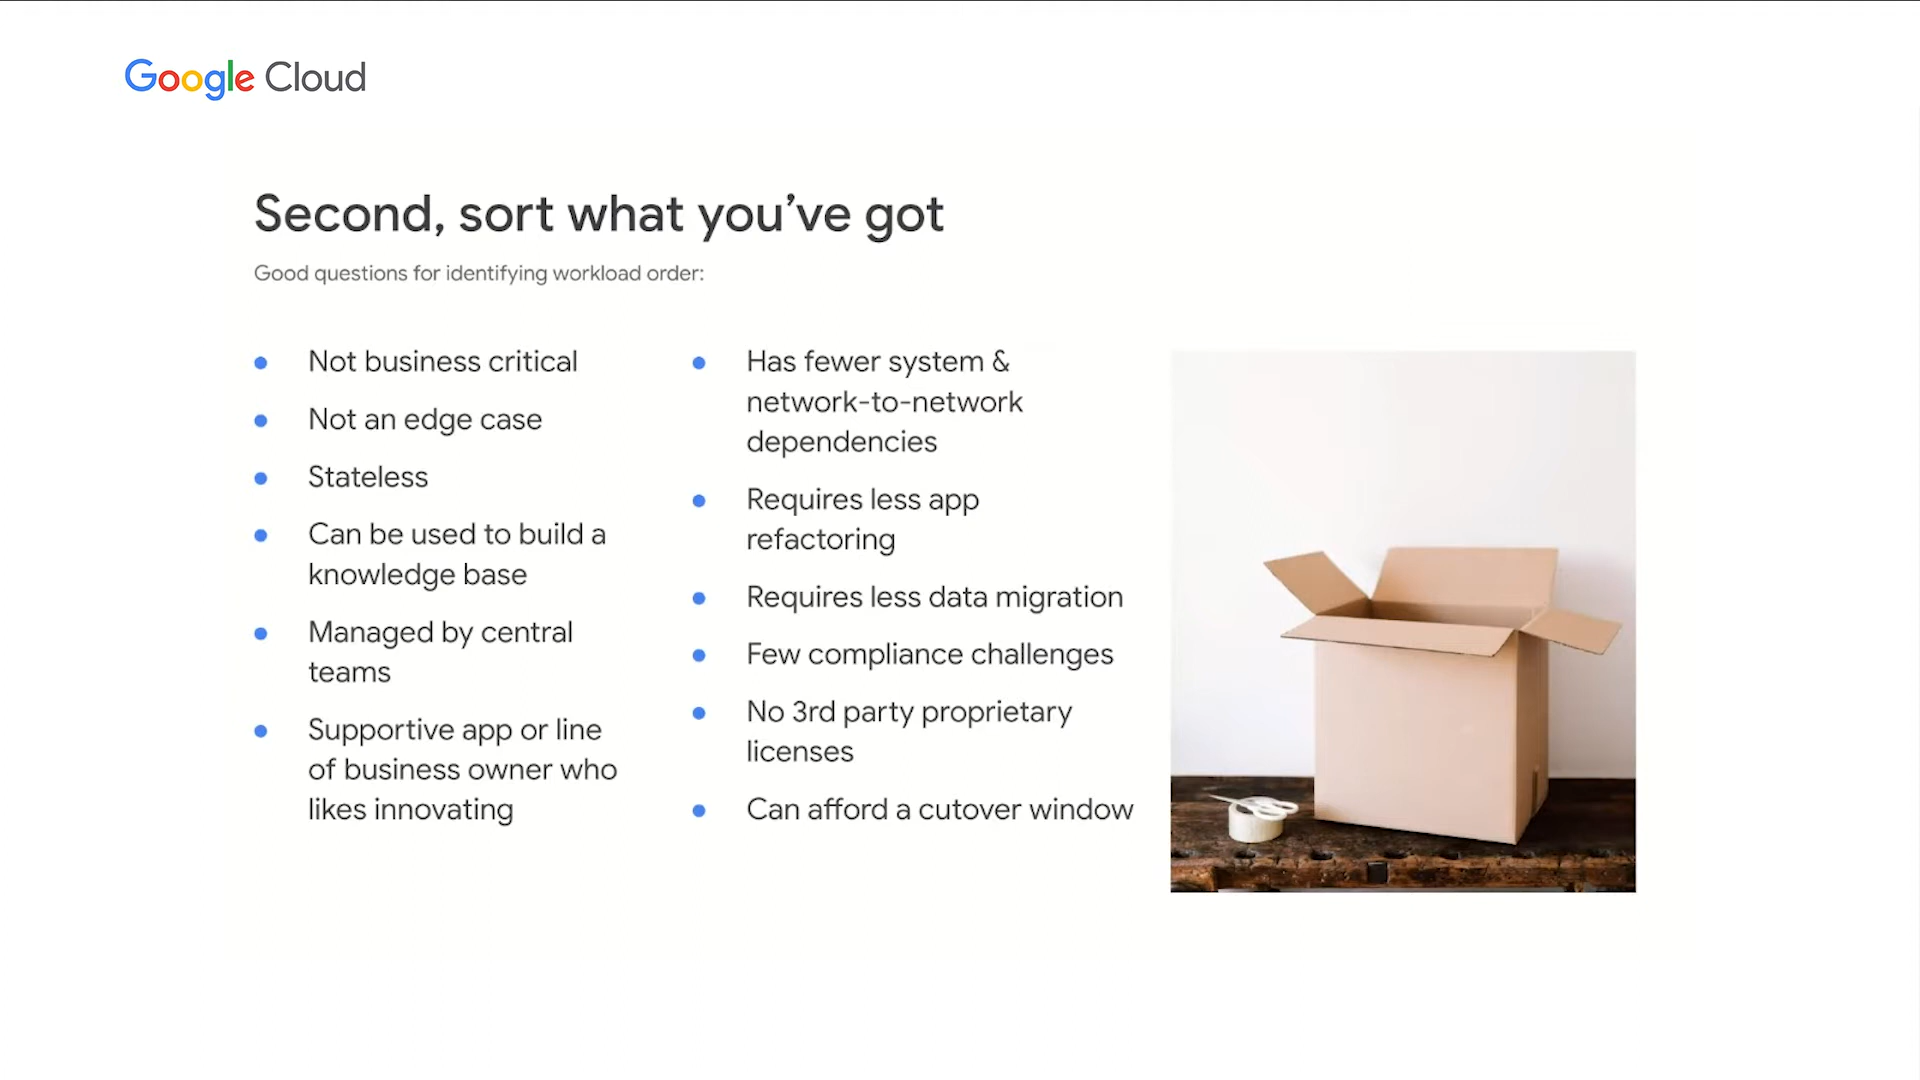 Google Cloud
Second, sort what you’ve got
Good questions for identifying workload order:
Not business critical
Not an edge case
Stateless
Can be used to build a
knowledge base
Managed by central
teams
Supportive app or line
of business owner who
likes innovating
Has fewer system &
network-to-network
dependencies
Requires less app
refactoring
Requires less data migration
Few compliance challenges
No 3rd party proprietary
licenses
Can afford a cutover window